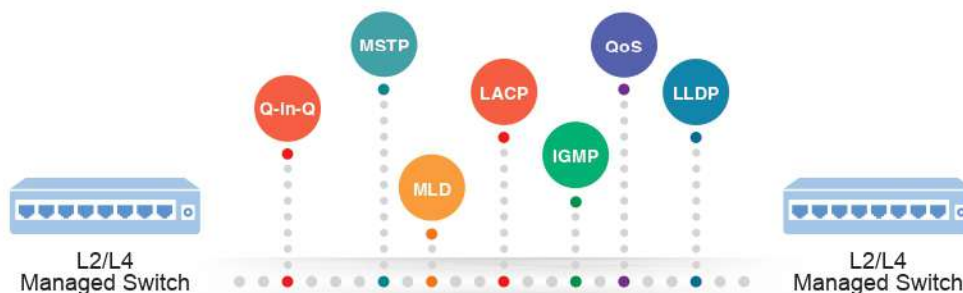 MSTP
QoS
Q-in-Q
LACP
LLDP
IGMP
MLD
L2/L4
Managed Switch
L2/L4
Managed Switch